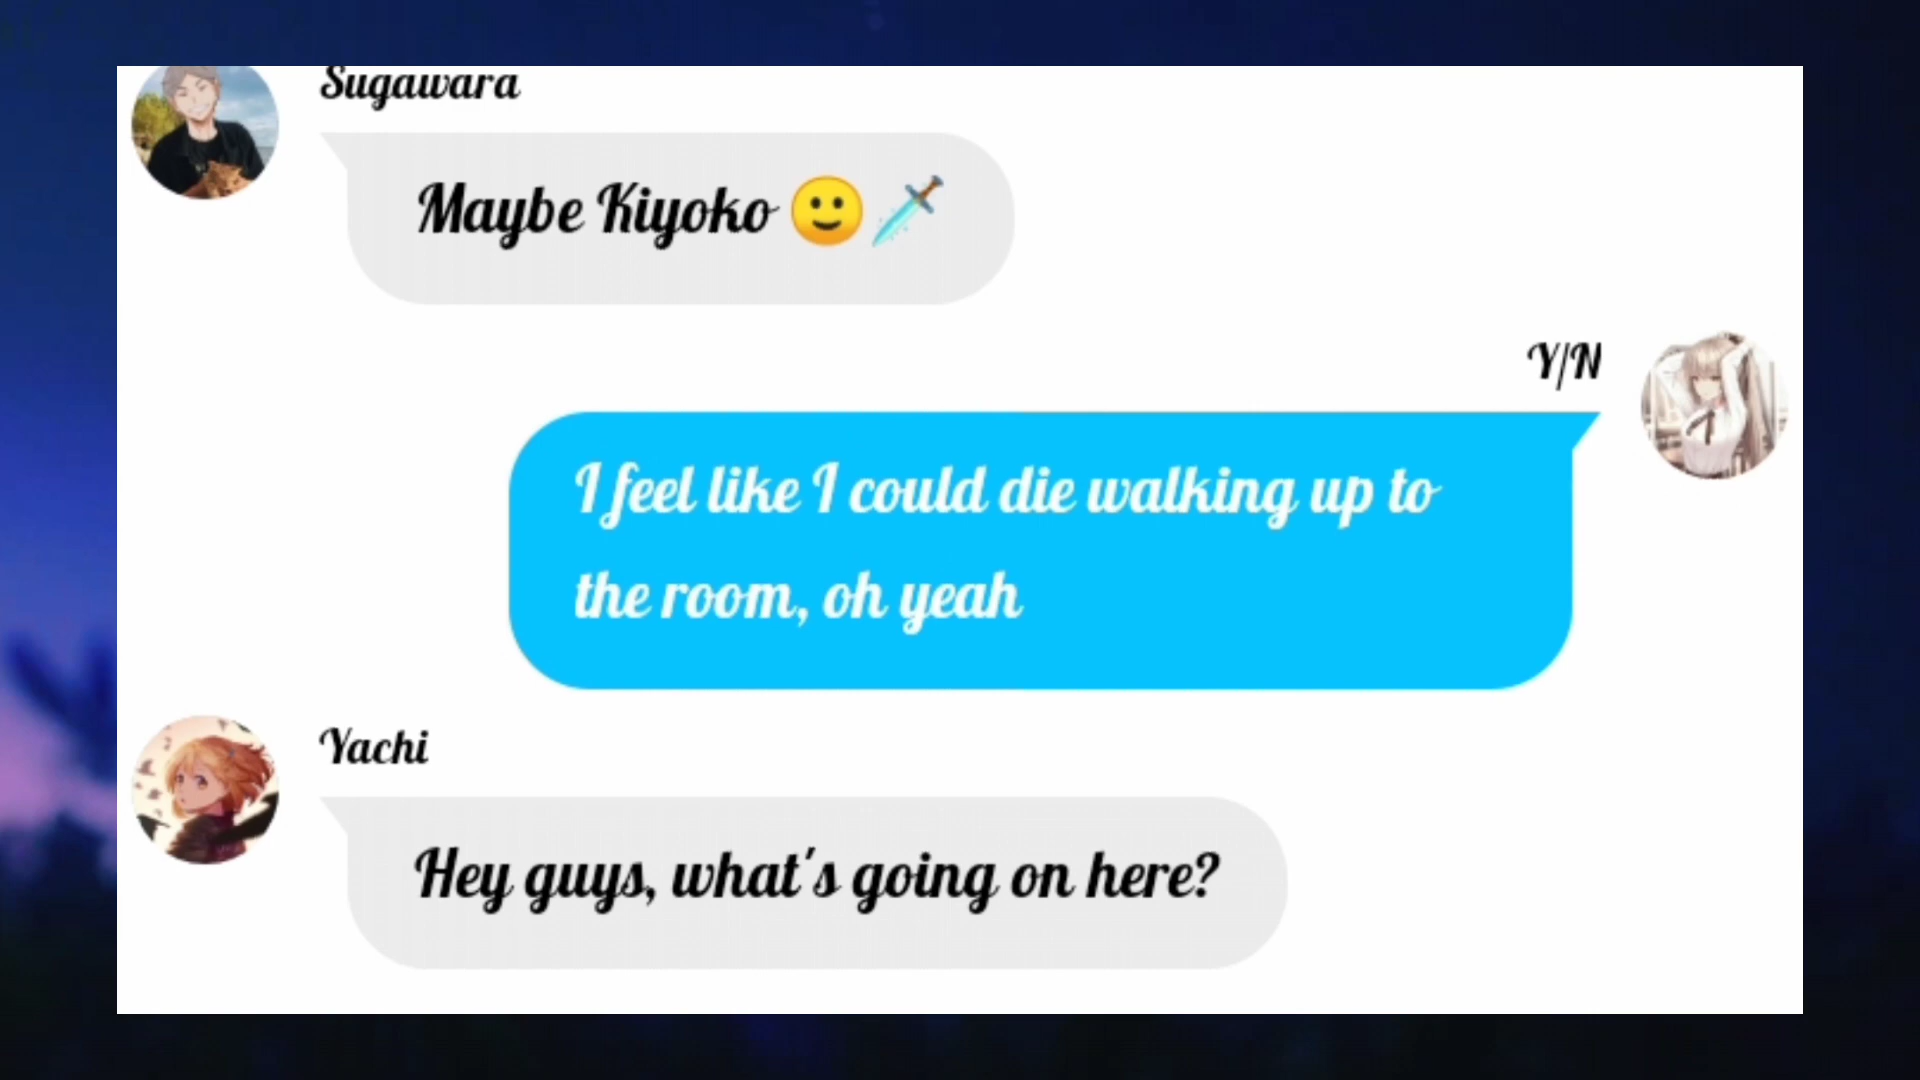 Sugawara
Maybe Kiyoko 🙂🗡️
Y/N
I feel like I could die walking up to
the room, oh yeah
Yachi
Hey guys, what's going on here?